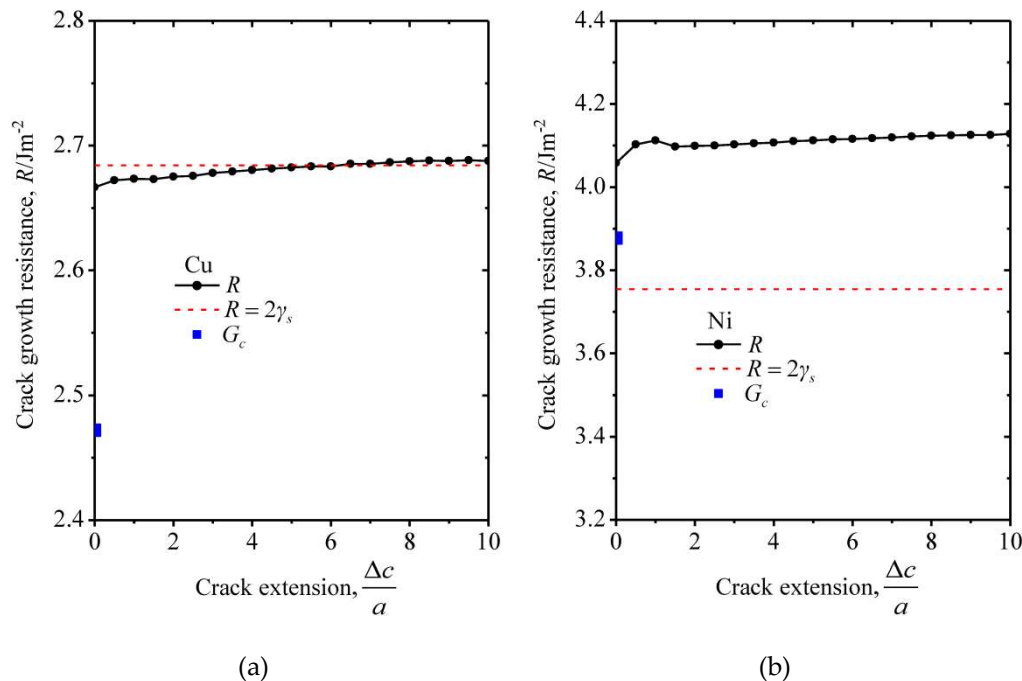 2.8
2.7
2.6
2.5
2.4
0
2
4
6
8
10
Crack growth resistance, R/Jm⁻²
Crack extension, Δc/a
Cu
R
R = 2γₛ
G_c
(a)
4.4
4.2
4.0
3.8
3.6
3.4
3.2
0
2
4
6
8
10
Crack growth resistance, R/Jm⁻²
Crack extension, Δc/a
Ni
R
R = 2γₛ
G_c
(b)